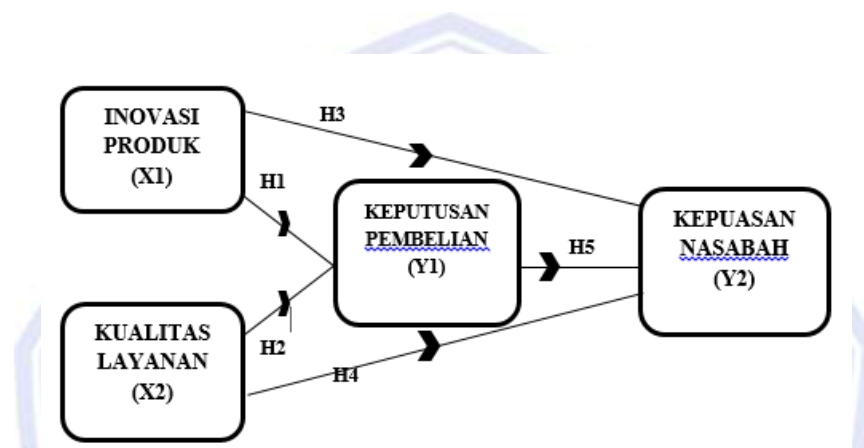 INOVASI
PRODUK
(X1)
H3
H1
KEPUTUSAN
PEMBELIAN
(Y1)
H5
KEPUASAN
NASABAH
(Y2)
KUALITAS
LAYANAN
(X2)
H2
H4